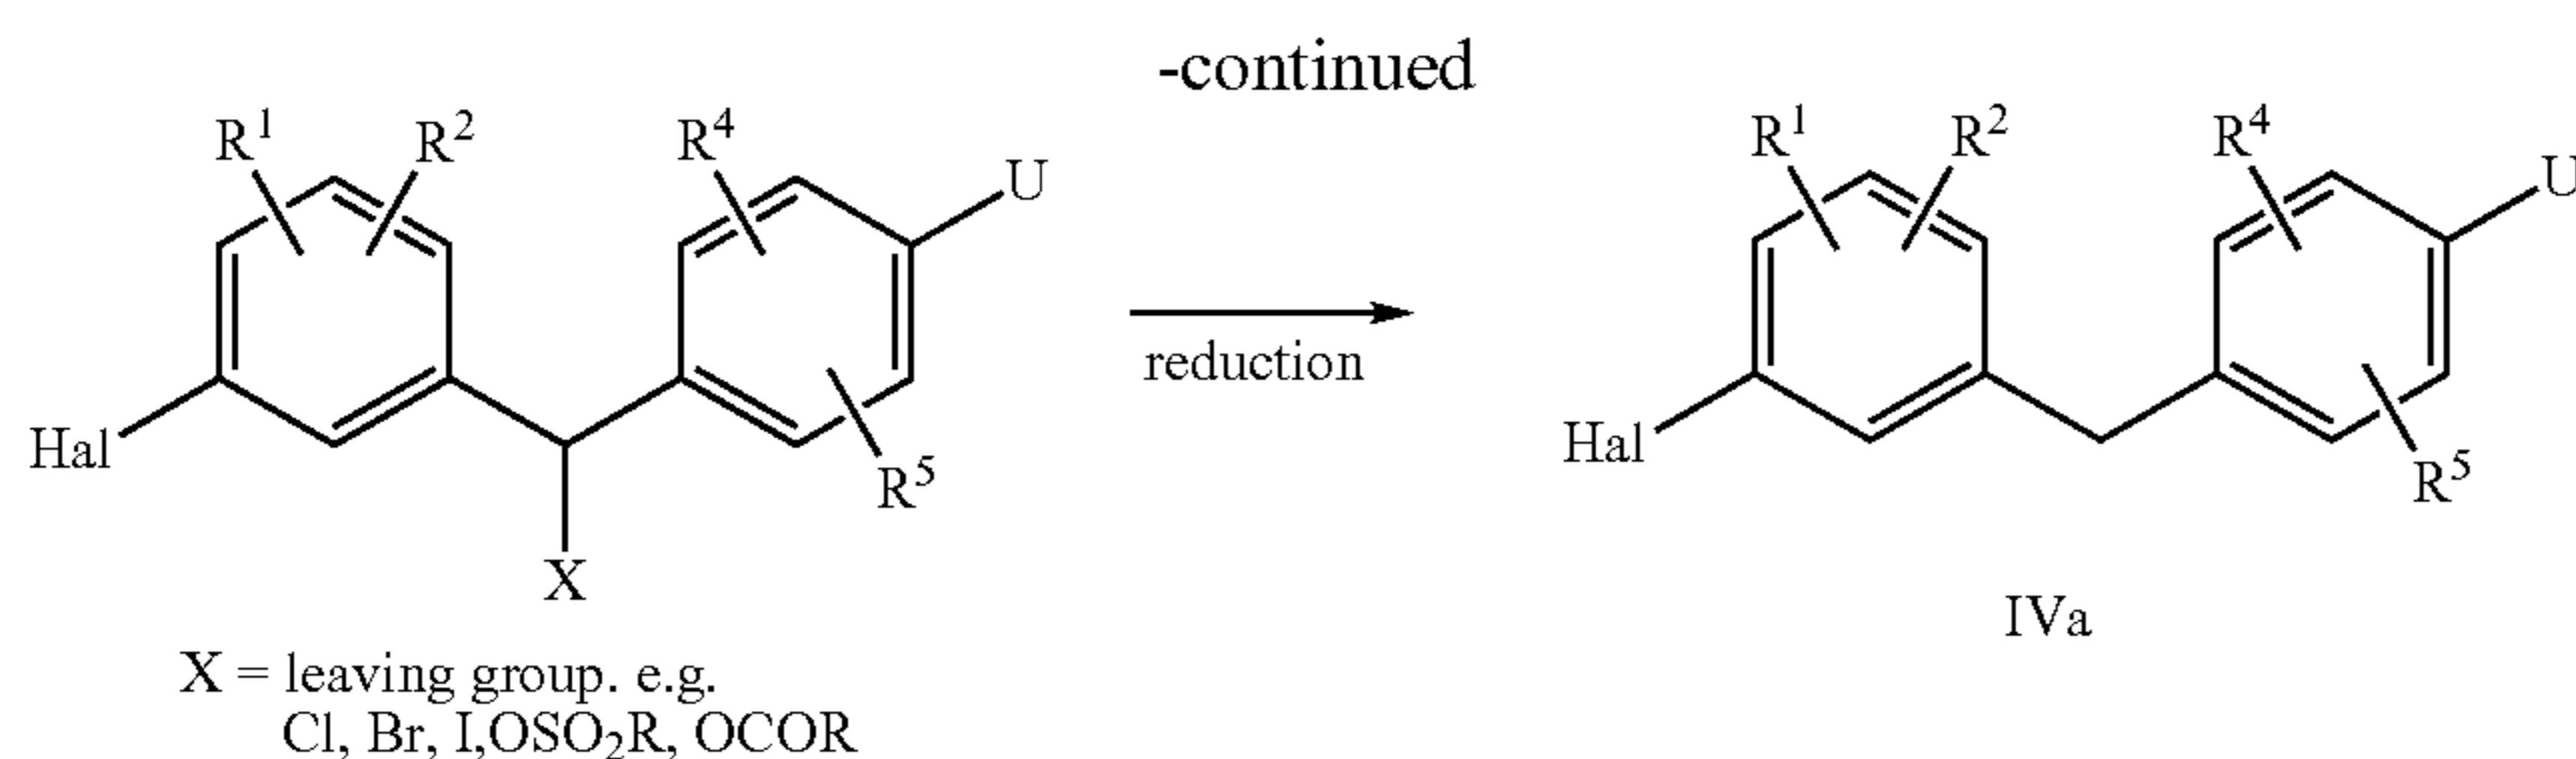 -continued
R¹ R² R⁴ U
R¹ R² R⁴ U
reduction
Hal R⁵
Hal R⁵
X
IVa
X = leaving group. e.g.
Cl, Br, I,OSO₂R, OCOR